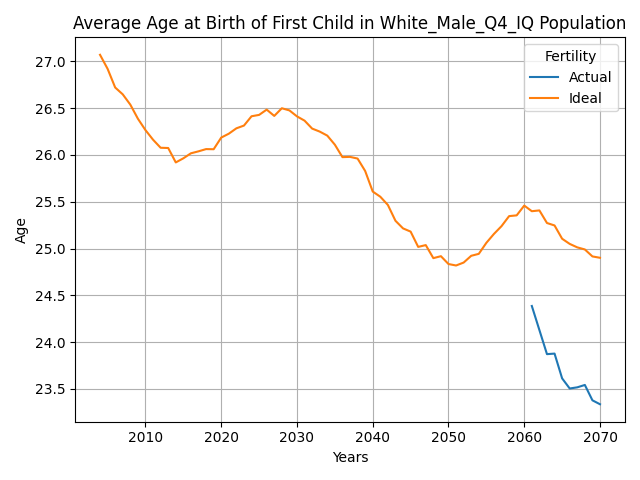 Average Age at Birth of First Child in White_Male_Q4_IQ Population
Fertility
Actual
Ideal
27.0
26.5
26.0
25.5
25.0
24.5
24.0
23.5
Age
2010 2020 2030 2040 2050 2060 2070
Years